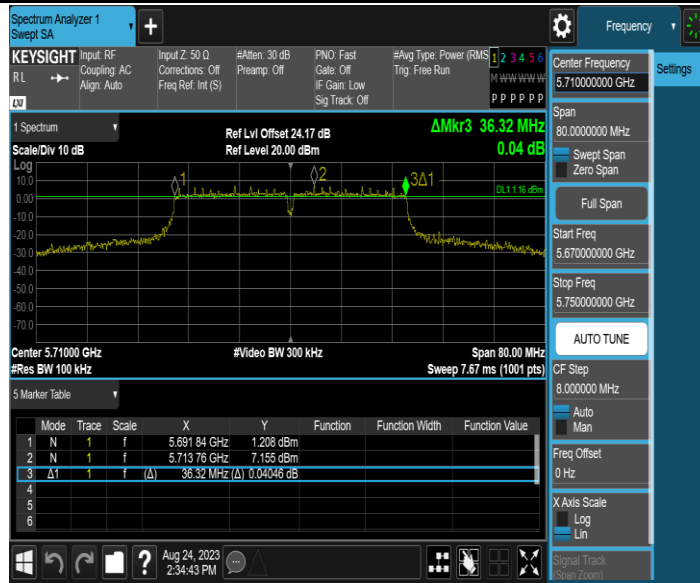 Spectrum Analyzer 1
Swept SA
+
Frequency
KEYSIGHT
RL
LXI
Input: RF
Coupling: AC
Align: Auto
Input Z: 50 Ω
Corrections: Off
Freq Ref: Int (S)
#Atten: 30 dB
Preamp: Off
PNO: Fast
Gate: Off
IF Gain: Low
Sig Track: Off
#Avg Type: Power (RMS
Trig: Free Run
1 2 3 4 5 6
M W W W W W
P P P P P P
1 Spectrum
Scale/Div 10 dB
Ref Lvl Offset 24.17 dB
Ref Level 20.00 dBm
ΔMkr3 36.32 MHz
0.04 dB
Log
10.0
0.00
-10.0
-20.0
-30.0
-40.0
-50.0
-60.0
-70.0
1
2
3Δ1
DL1 1.16 dBm
Center 5.71000 GHz
#Res BW 100 kHz
#Video BW 300 kHz
Span 80.00 MHz
Sweep 7.67 ms (1001 pts)
5 Marker Table
Mode Trace Scale X Y Function Function Width Function Value
1 N 1 f 5.691 84 GHz 1.208 dBm
2 N 1 f 5.713 76 GHz 7.155 dBm
3 Δ1 1 f (Δ) 36.32 MHz (Δ) 0.04046 dB
4
5
6
Center Frequency
5.710000000 GHz
Settings
Span
80.0000000 MHz
Swept Span
Zero Span
Full Span
Start Freq
5.670000000 GHz
Stop Freq
5.750000000 GHz
AUTO TUNE
CF Step
8.000000 MHz
Auto
Man
Freq Offset
0 Hz
X Axis Scale
Log
Lin
Signal Track
(Span Zoom)
?
Aug 24, 2023
2:34:43 PM